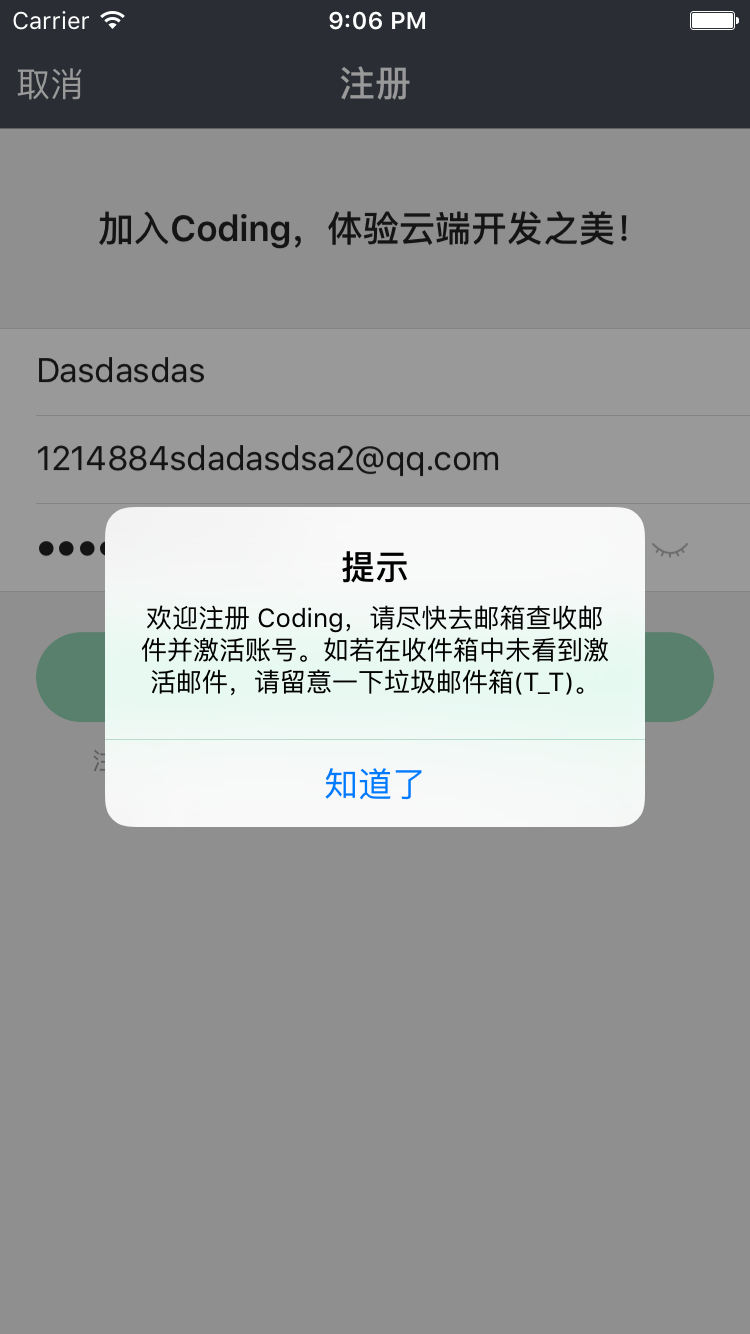 Carrier 9:06 PM
取消 注册
加入Coding，体验云端开发之美！
Dasdasdas
1214884sdadasdsa2@qq.com
提示
欢迎注册 Coding，请尽快去邮箱查收邮
件并激活账号。如若在收件箱中未看到激
活邮件，请留意一下垃圾邮件箱(T_T)。
知道了